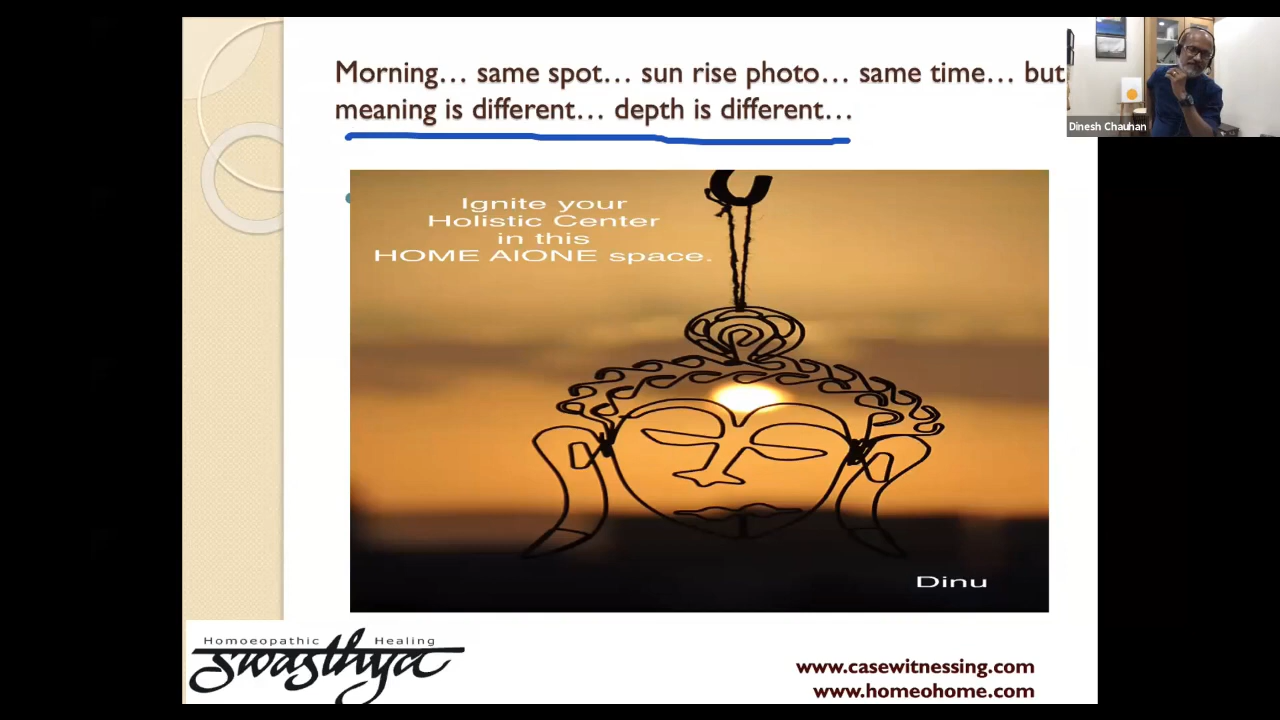 Morning... same spot... sun rise photo... same time... but
meaning is different... depth is different...
Dinesh Chauhan
Ignite your
Holistic Center
in this
HOME AlONE space.
Dinu
Homoeopathic Healing
swasthya
www.casewitnessing.com
www.homeohome.com